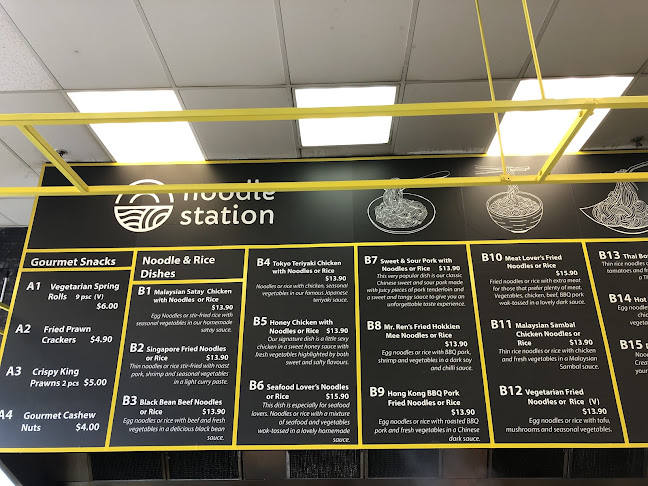 noodle
station
Gourmet Snacks
A1 Vegetarian Spring
Rolls 9 psc (V)
$6.00
A2 Fried Prawn
Crackers $4.90
A3 Crispy King
Prawns 2 pcs $5.00
A4 Gourmet Cashew
Nuts $4.00
Noodle & Rice
Dishes
B1 Malaysian Satay Chicken
with Noodles or Rice
$13.90
Egg Noodles or stir-fried rice with
seasonal vegetables in our homemade
satay sauce.
B2 Singapore Fried Noodles
or Rice $13.90
Thin noodles or rice stir-fried with roast
pork, shrimp and seasonal vegetables
in a light curry paste.
B3 Black Bean Beef Noodles
or Rice $13.90
Egg noodles or rice with beef and fresh
vegetables in a delicious black bean
sauce.
B4 Tokyo Teriyaki Chicken
with Noodles or Rice
$13.90
Noodles or rice with chicken, seasonal
vegetables in our famous Japanese
teriyaki sauce.
B5 Honey Chicken with
Noodles or Rice $13.90
Our signature dish is a little sexy
chicken in a sweet honey sauce with
fresh vegetables highlighted by both
sweet and salty flavours.
B6 Seafood Lover's Noodles
or Rice $15.90
This dish is especially for seafood
lovers. Noodles or rice with a mixture
of seafood and vegetables
wok-tossed in a lovely homemade
sauce.
B7 Sweet & Sour Pork with
Noodles or Rice $13.90
This very popular dish is our classic
Chinese sweet and sour pork made
with juicy pieces of pork tenderloin and
a sweet and tangy sauce to give you an
unforgettable taste experience.
B8 Mr. Ren's Fried Hokkien
Mee Noodles or Rice
$13.90
Egg noodles or rice with BBQ pork,
shrimp and vegetables in a dark soy
and chilli sauce.
B9 Hong Kong BBQ Pork
Fried Noodles or Rice
$13.90
Egg noodles or rice with roasted BBQ
pork and fresh vegetables in a Chinese
dark sauce.
B10 Meat Lover's Fried
Noodles or Rice
$15.90
Fried noodles or rice with extra meat
for those that prefer plenty of meat.
Vegetables, chicken, beef, BBQ pork
wok-tossed in a lovely dark sauce.
B11 Malaysian Sambal
Chicken Noodles or
Rice $13.90
Thin rice noodles or rice with chicken
and fresh vegetables in a Malaysian
Sambal sauce.
B12 Vegetarian Fried
Noodles or Rice (V)
$13.90
Egg noodles or rice with tofu,
mushrooms and seasonal vegetables.
B13 Thai
Thin rice noodles
tomatoes and
B14 Hot
Egg noodles
vegetables
B15